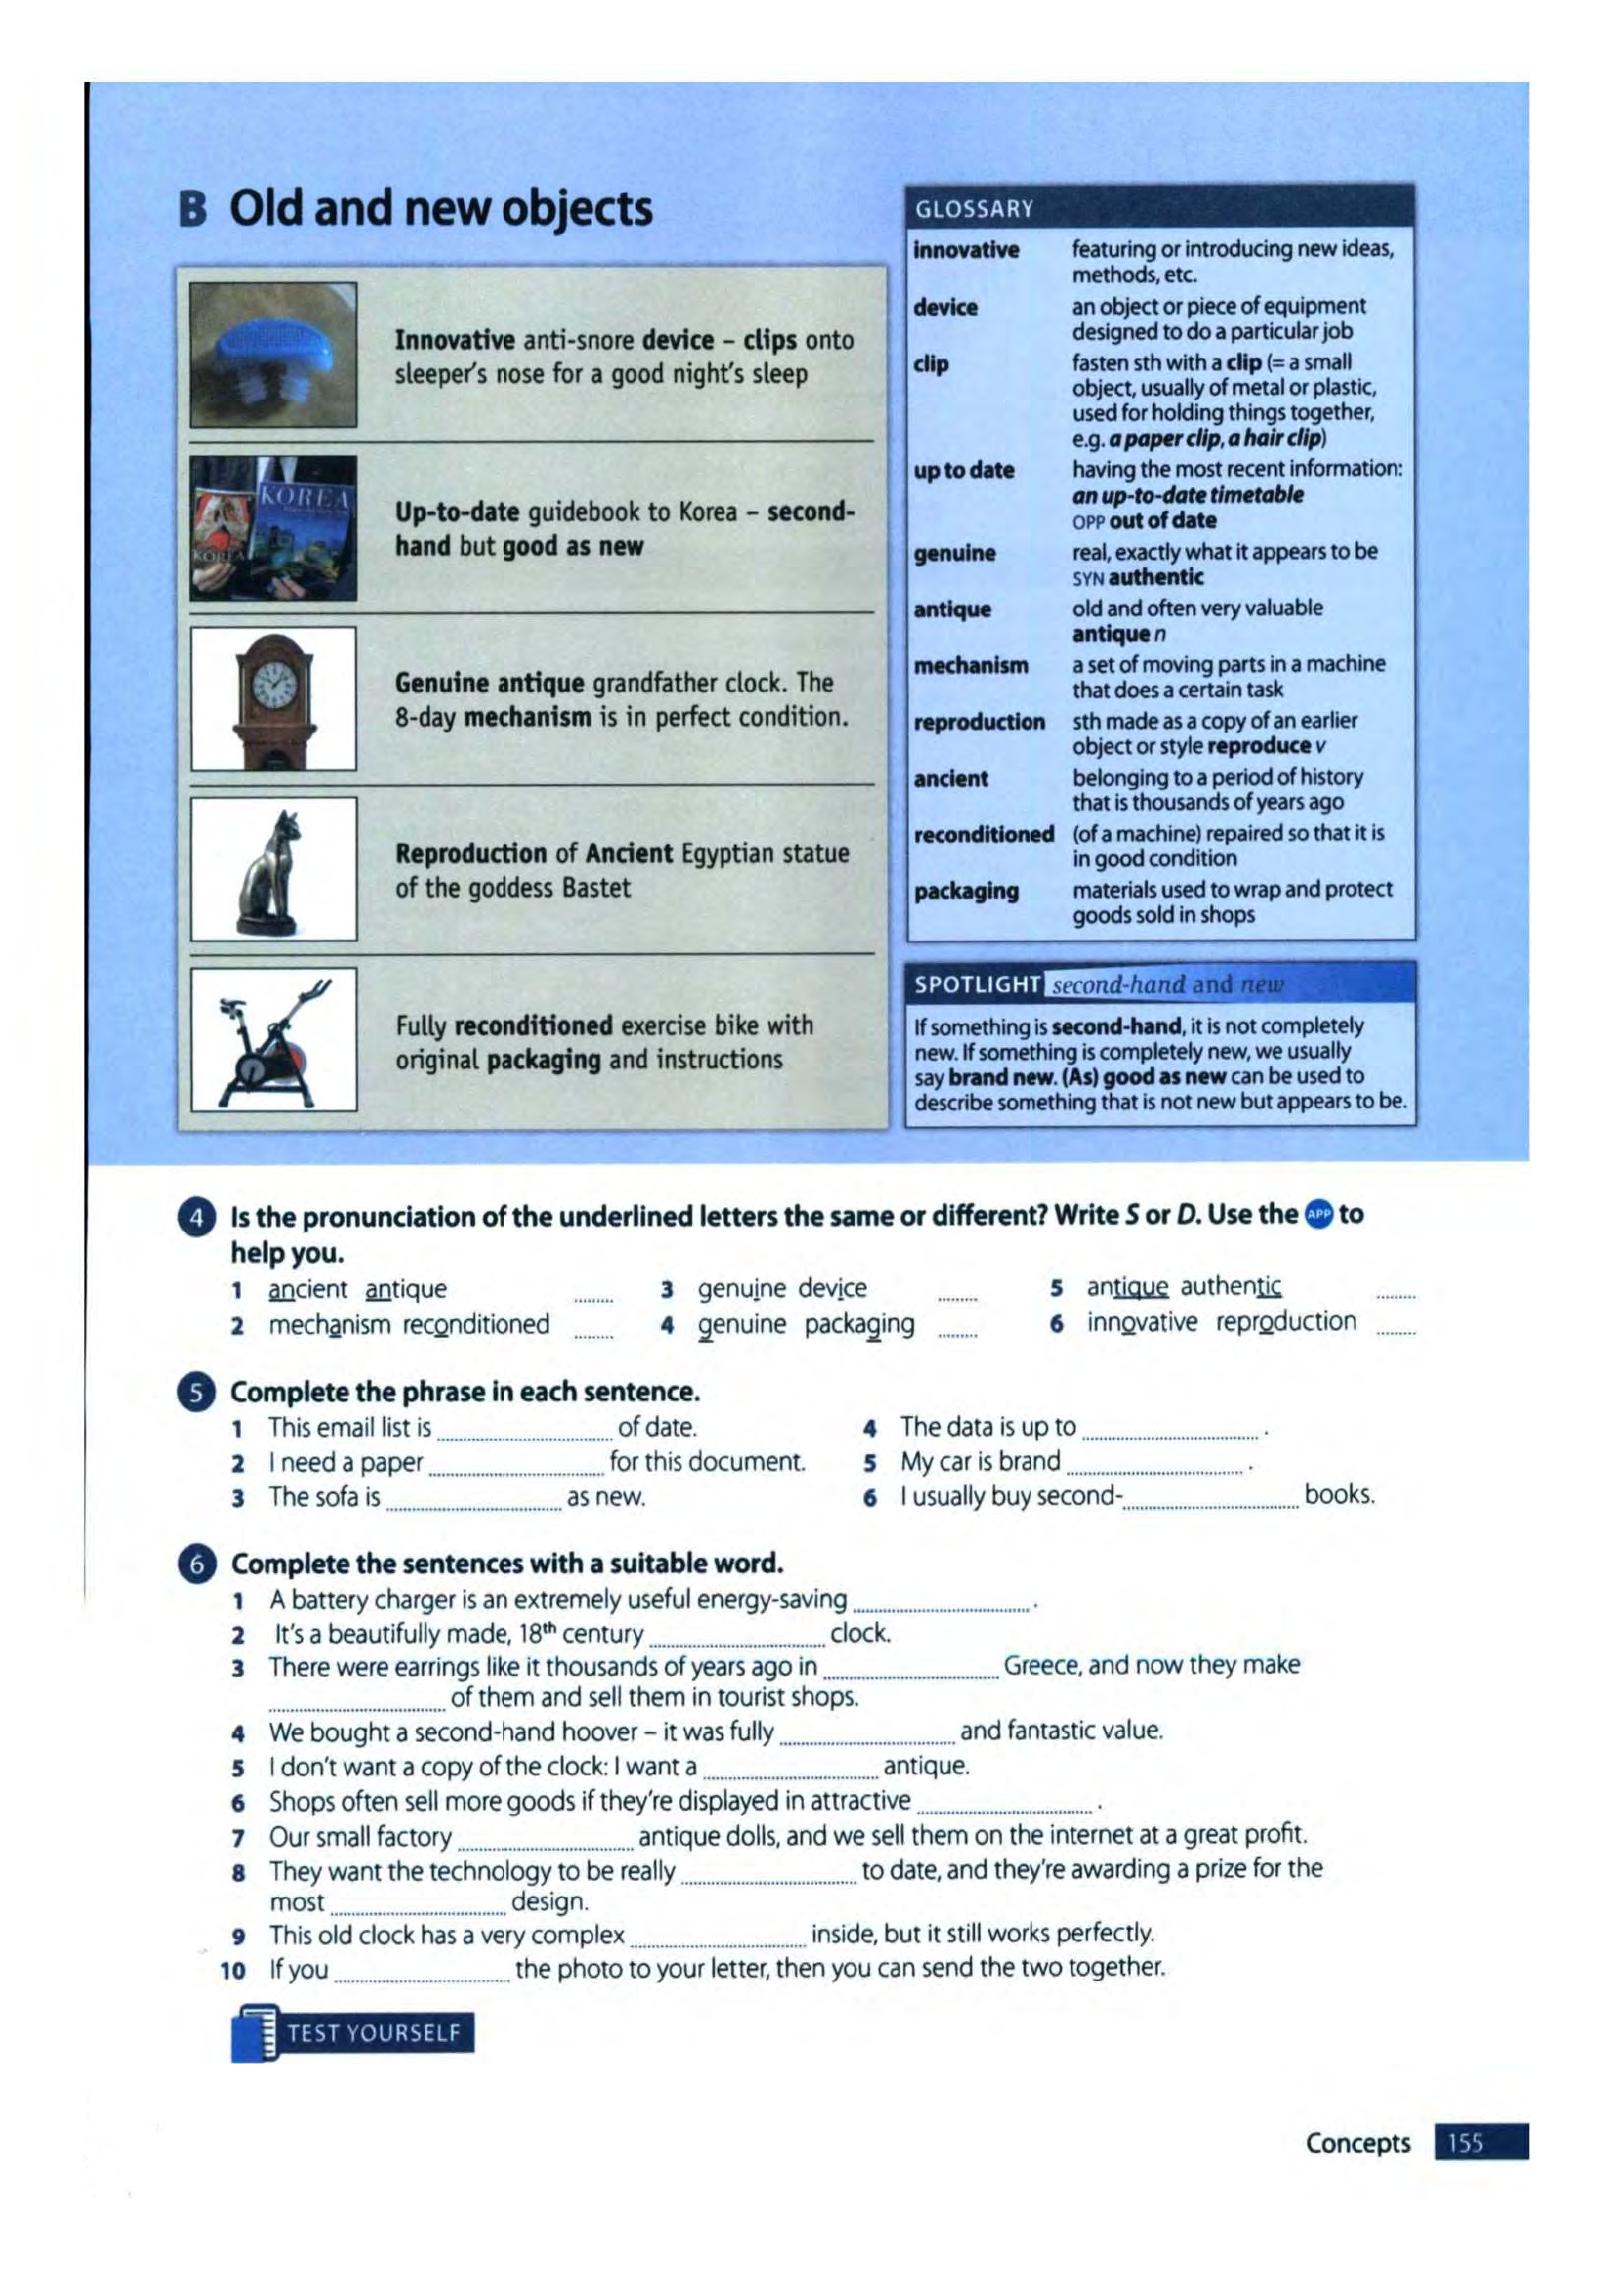 B Old and new objects
Innovative anti-snore device – clips onto
sleeper's nose for a good night's sleep
KOREA
KOREA
Up-to-date guidebook to Korea – second-
hand but good as new
Genuine antique grandfather clock. The
8-day mechanism is in perfect condition.
Reproduction of Ancient Egyptian statue
of the goddess Bastet
Fully reconditioned exercise bike with
original packaging and instructions
GLOSSARY
innovative featuring or introducing new ideas,
methods, etc.
device an object or piece of equipment
designed to do a particular job
clip fasten sth with a clip (= a small
object, usually of metal or plastic,
used for holding things together,
e.g. a paper clip, a hair clip)
up to date having the most recent information:
an up-to-date timetable
OPP out of date
genuine real, exactly what it appears to be
SYN authentic
antique old and often very valuable
antique n
mechanism a set of moving parts in a machine
that does a certain task
reproduction sth made as a copy of an earlier
object or style reproduce v
ancient belonging to a period of history
that is thousands of years ago
reconditioned (of a machine) repaired so that it is
in good condition
packaging materials used to wrap and protect
goods sold in shops
SPOTLIGHT second-hand and new
If something is second-hand, it is not completely
new. If something is completely new, we usually
say brand new. (As) good as new can be used to
describe something that is not new but appears to be.
4 Is the pronunciation of the underlined letters the same or different? Write S or D. Use the APP to
help you.
1 ancient antique ........ 3 genuine device ........ 5 antique authentic ........
2 mechanism reconditioned ........ 4 genuine packaging ........ 6 innovative reproduction ........
5 Complete the phrase in each sentence.
1 This email list is ........ of date. 4 The data is up to ........ .
2 I need a paper ........ for this document. 5 My car is brand ........ .
3 The sofa is ........ as new. 6 I usually buy second-........ books.
6 Complete the sentences with a suitable word.
1 A battery charger is an extremely useful energy-saving ........ .
2 It's a beautifully made, 18th century ........ clock.
3 There were earrings like it thousands of years ago in ........ Greece, and now they make
........ of them and sell them in tourist shops.
4 We bought a second-hand hoover – it was fully ........ and fantastic value.
5 I don't want a copy of the clock: I want a ........ antique.
6 Shops often sell more goods if they're displayed in attractive ........ .
7 Our small factory ........ antique dolls, and we sell them on the internet at a great profit.
8 They want the technology to be really ........ to date, and they're awarding a prize for the
most ........ design.
9 This old clock has a very complex ........ inside, but it still works perfectly.
10 If you ........ the photo to your letter, then you can send the two together.
TEST YOURSELF
Concepts 155